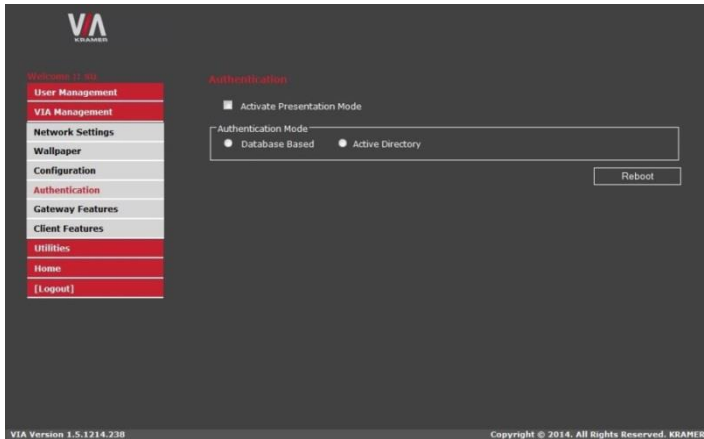 VIA
KRAMER
User Management
VIA Management
Network Settings
Wallpaper
Configuration
Authentication
Gateway Features
Client Features
Utilities
Home
[Logout]
Authentication
Activate Presentation Mode
Authentication Mode
Database Based Active Directory
Reboot
VIA Version 1.5.1214.238
Copyright © 2014. All Rights Reserved. KRAMER